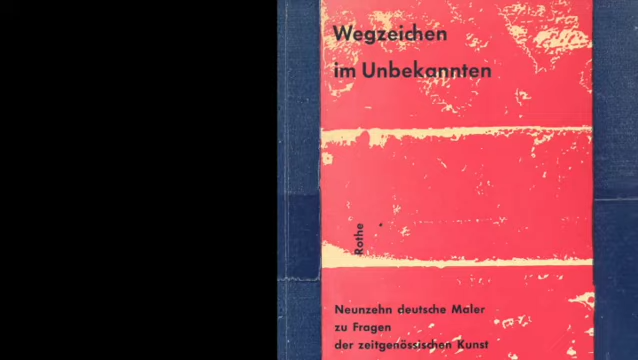 Wegzeichen
im Unbekannten
Rothe
Neunzehn deutsche Maler
zu Fragen
der zeitgenössischen Kunst